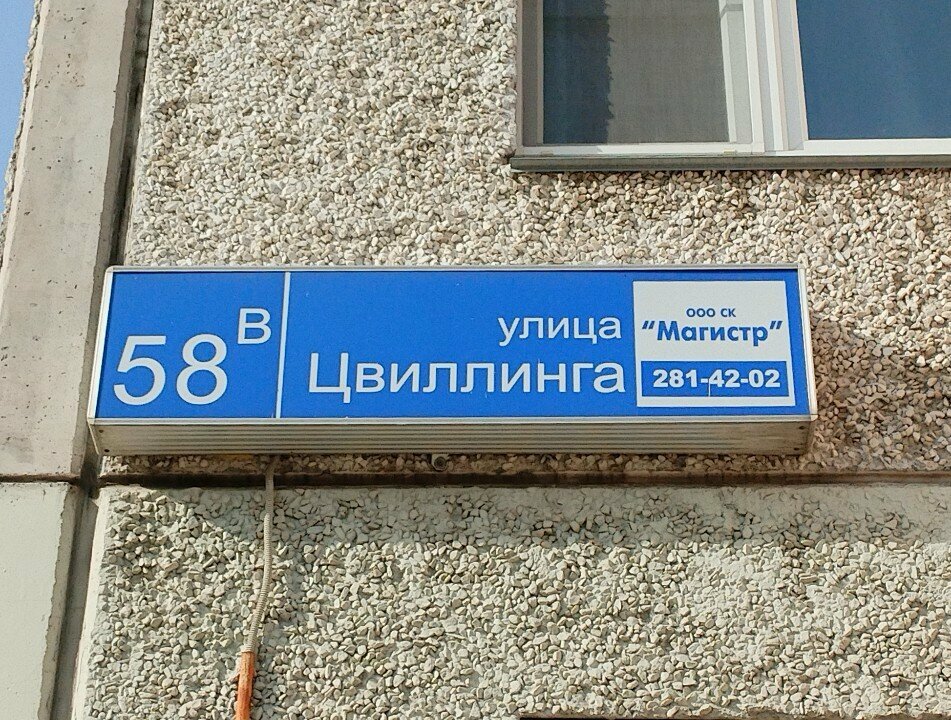 58В
улица
Цвиллинга
ООО СК
"Магистр"
281-42-02